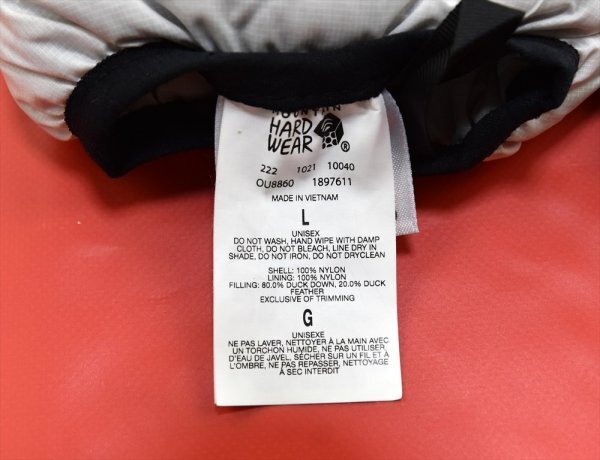 MOUNTAIN
HARD
WEAR
222 1021 10040
OU8860 1897611
MADE IN VIETNAM
L
UNISEX
DO NOT WASH, HAND WIPE WITH DAMP
CLOTH, DO NOT BLEACH, LINE DRY IN
SHADE, DO NOT IRON, DO NOT DRYCLEAN
SHELL: 100% NYLON
LINING: 100% NYLON
FILLING: 80.0% DUCK DOWN, 20.0% DUCK
FEATHER
EXCLUSIVE OF TRIMMING
G
UNISEXE
NE PAS LAVER, NETTOYER À LA MAIN AVEC
UN TORCHON HUMIDE, NE PAS UTILISER
D'EAU DE JAVEL, SÉCHER SUR UN FIL ET À
L'OMBRE, NE PAS REPASSER, NETTOYAGE
À SEC INTERDIT